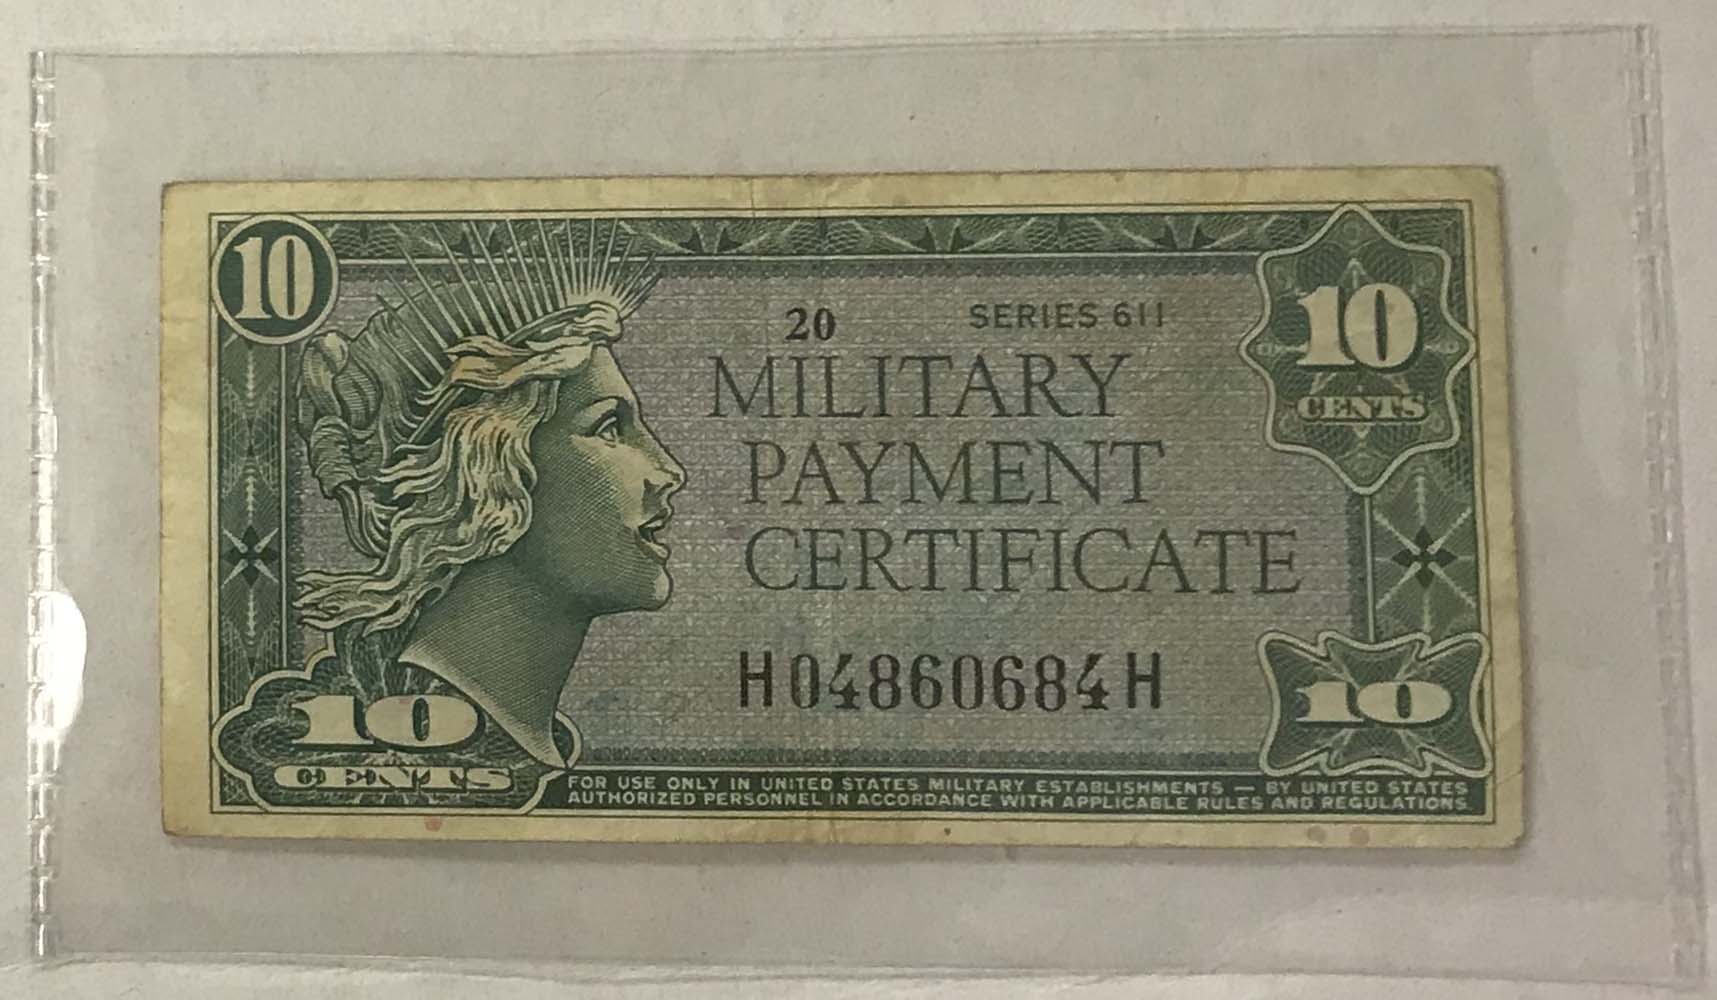 10
20 SERIES 611
10
CENTS
MILITARY
PAYMENT
CERTIFICATE
H04860684H
10
CENTS
10
FOR USE ONLY IN UNITED STATES MILITARY ESTABLISHMENTS — BY UNITED STATES
AUTHORIZED PERSONNEL IN ACCORDANCE WITH APPLICABLE RULES AND REGULATIONS.